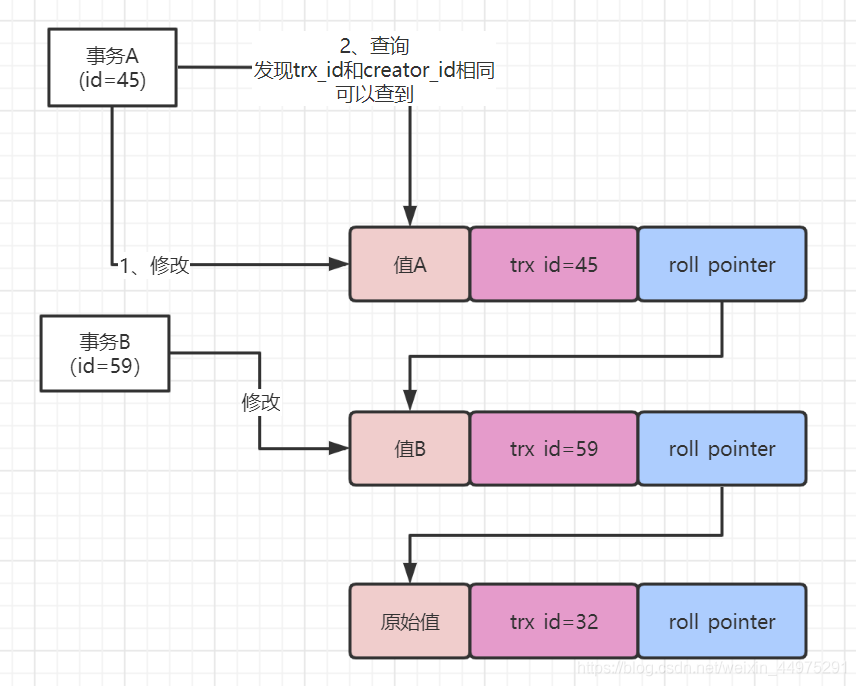 事务A
(id=45)
2、查询
发现trx_id和creator_id相同
可以查到
1、修改
值A
trx id=45
roll pointer
事务B
(id=59)
修改
值B
trx id=59
roll pointer
原始值
trx id=32
roll pointer
https://blog.csdn.net/weixin_44975291